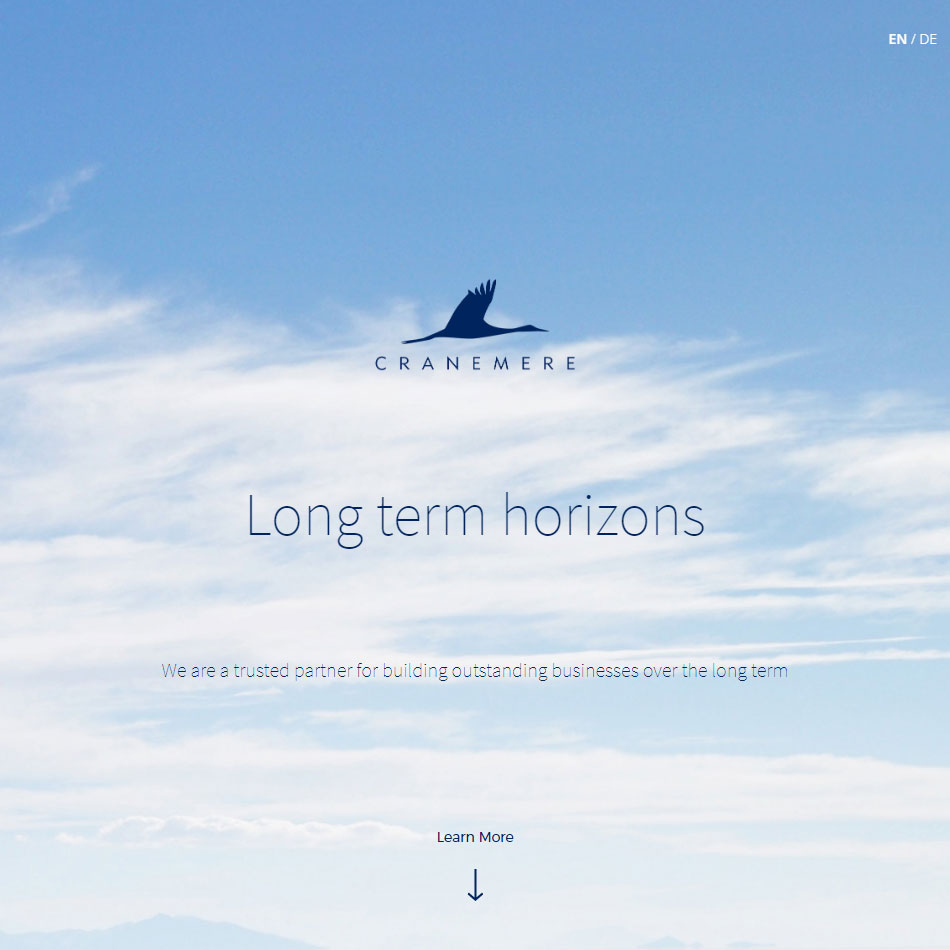 EN / DE
CRANEMERE
Long term horizons
We are a trusted partner for building outstanding businesses over the long term
Learn More